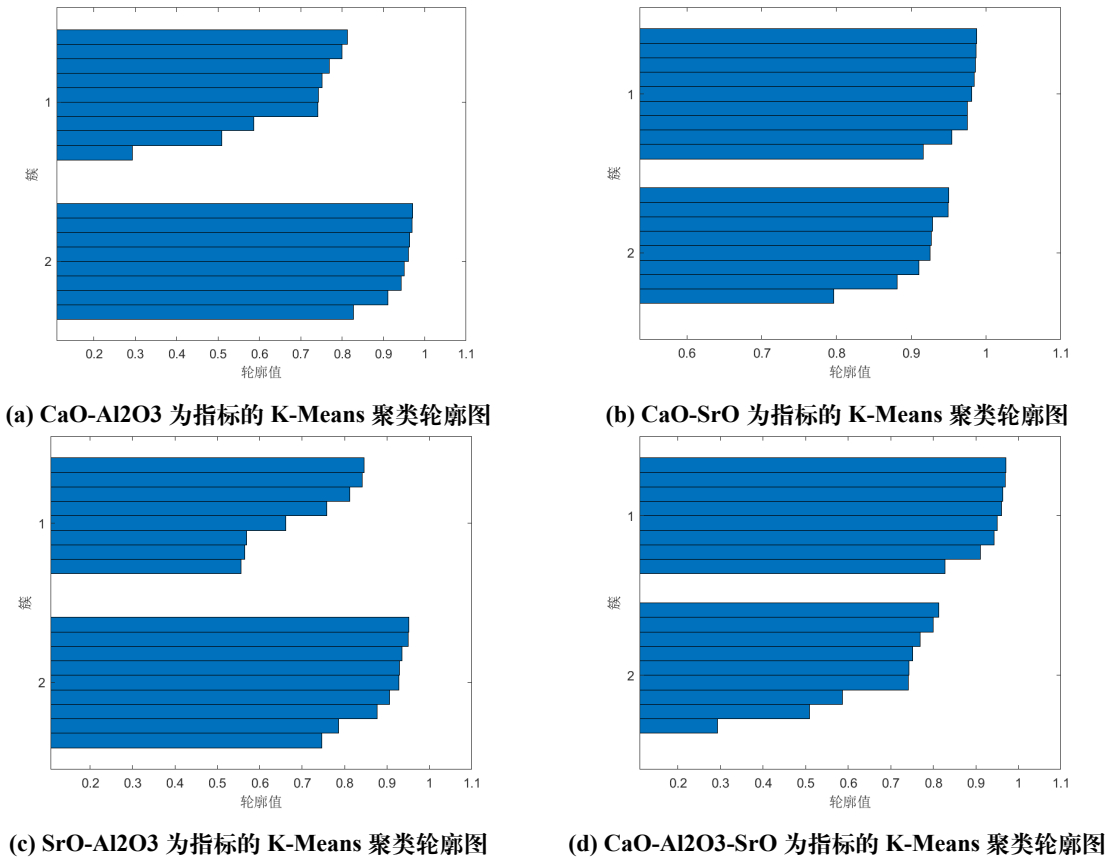 1
2
簇
0.2 0.3 0.4 0.5 0.6 0.7 0.8 0.9 1 1.1
轮廓值
(a) CaO-Al2O3 为指标的 K-Means 聚类轮廓图
1
2
簇
0.6 0.7 0.8 0.9 1 1.1
轮廓值
(b) CaO-SrO 为指标的 K-Means 聚类轮廓图
1
2
簇
0.2 0.3 0.4 0.5 0.6 0.7 0.8 0.9 1 1.1
轮廓值
(c) SrO-Al2O3 为指标的 K-Means 聚类轮廓图
1
2
簇
0.2 0.3 0.4 0.5 0.6 0.7 0.8 0.9 1 1.1
轮廓值
(d) CaO-Al2O3-SrO 为指标的 K-Means 聚类轮廓图